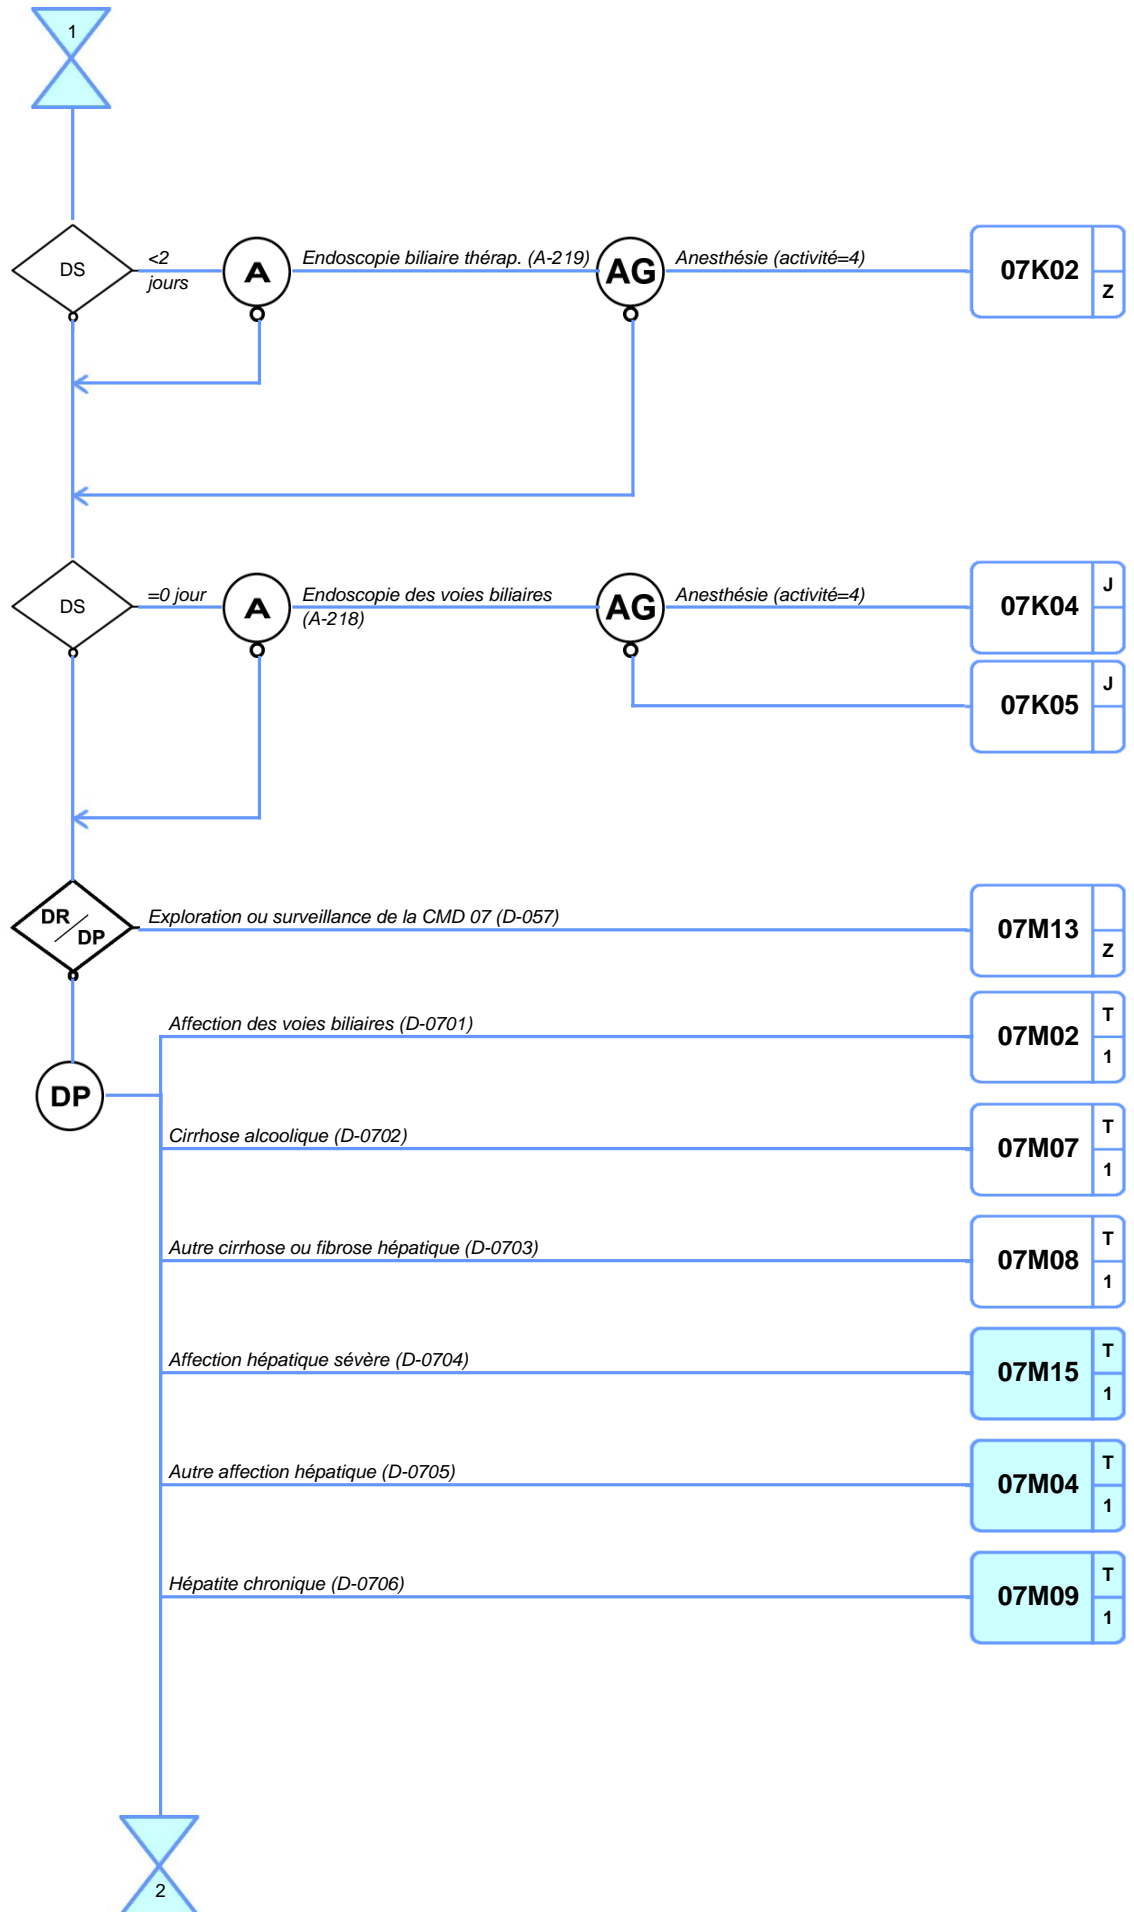 1
DS
<2
jours
A
Endoscopie biliaire thérap. (A-219)
AG
Anesthésie (activité=4)
07K02
Z
DS
=0 jour
A
Endoscopie des voies biliaires
(A-218)
AG
Anesthésie (activité=4)
07K04
J
07K05
J
DR
DP
Exploration ou surveillance de la CMD 07 (D-057)
07M13
Z
DP
Affection des voies biliaires (D-0701)
07M02
T
1
Cirrhose alcoolique (D-0702)
07M07
T
1
Autre cirrhose ou fibrose hépatique (D-0703)
07M08
T
1
Affection hépatique sévère (D-0704)
07M15
T
1
Autre affection hépatique (D-0705)
07M04
T
1
Hépatite chronique (D-0706)
07M09
T
1
2